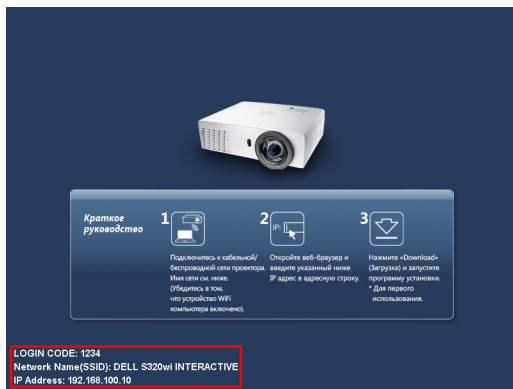 Краткое
руководство
1
2
IP:
3
Подключитесь к кабельной/
беспроводной сети проектора.
Имя сети см. ниже.
(Убедитесь в том,
что устройство WiFi
компьютера включено).
Откройте веб-браузер и
введите указанный ниже
IP адрес в адресную строку.
Нажмите «Download»
(Загрузка) и запустите
программу установки.
* Для первого
использования.
LOGIN CODE: 1234
Network Name(SSID): DELL S320wi INTERACTIVE
IP Address: 192.168.100.10